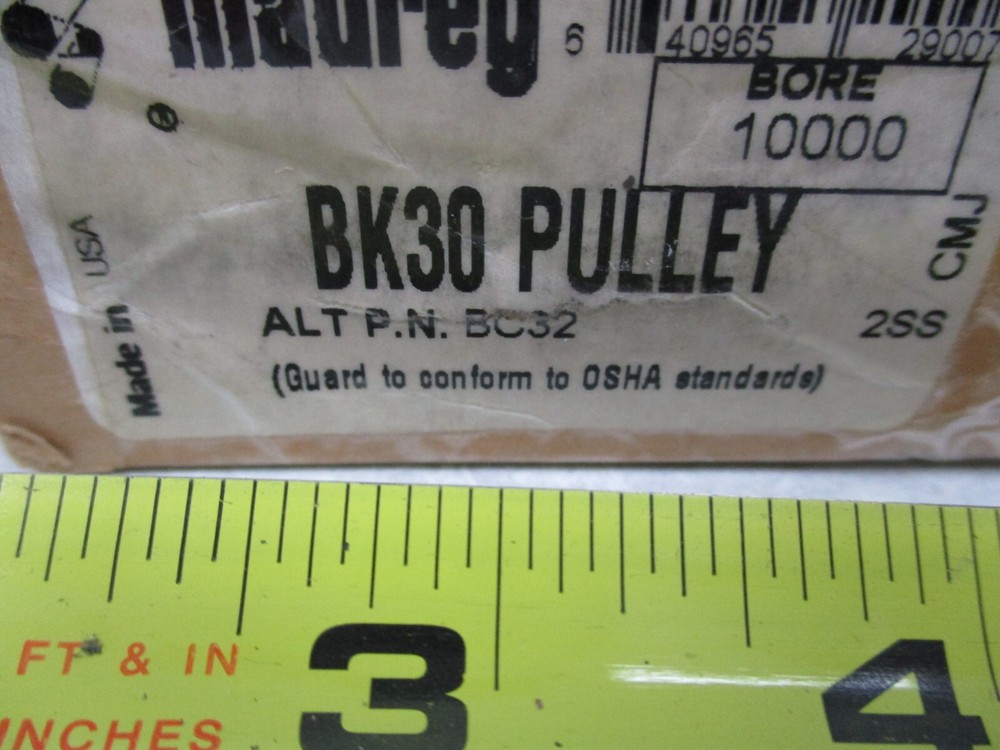 maureg
6 40965 29007
®
BORE
10000
BK30 PULLEY
CMJ
Made in USA
ALT P.N. BC32
2SS
(Guard to conform to OSHA standards)
FT & IN
INCHES
3
4